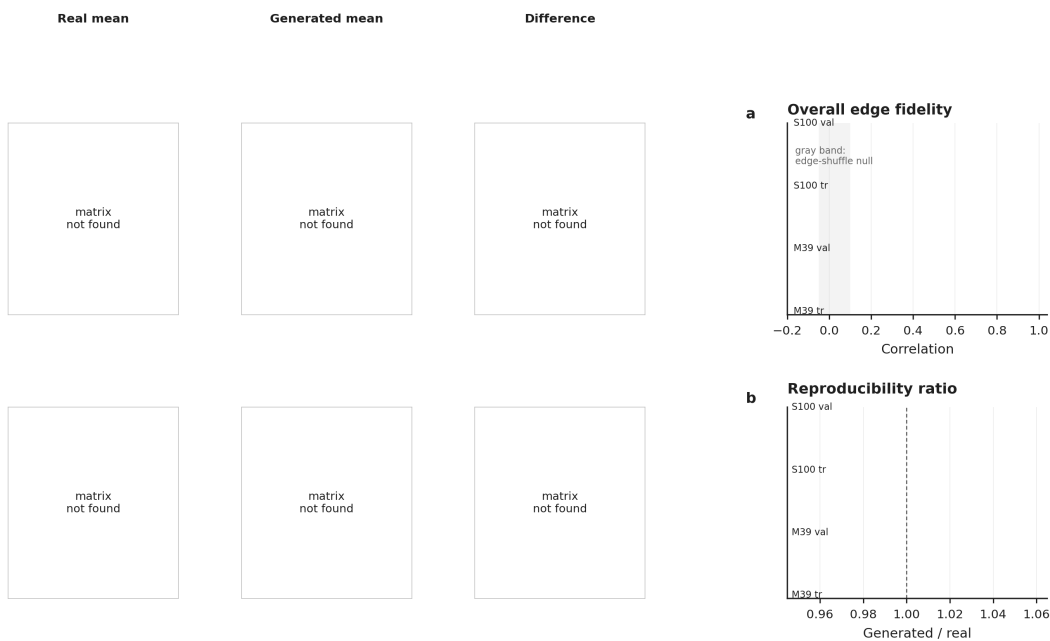 Real mean
Generated mean
Difference
matrix
not found
matrix
not found
matrix
not found
a
Overall edge fidelity
S100 val
gray band:
edge-shuffle null
S100 tr
M39 val
M39 tr
−0.2 0.0 0.2 0.4 0.6 0.8 1.0
Correlation
matrix
not found
matrix
not found
matrix
not found
b
Reproducibility ratio
S100 val
S100 tr
M39 val
M39 tr
0.96 0.98 1.00 1.02 1.04 1.06
Generated / real